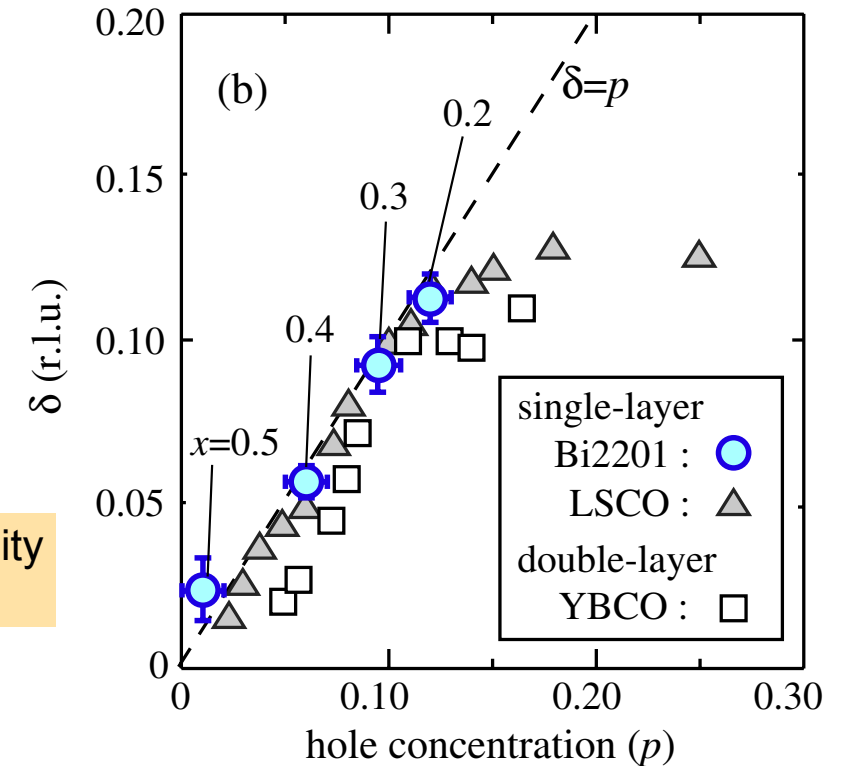 0.20
(b)
δ=p
0.2
0.15
0.3
δ (r.l.u.)
0.10
0.4
single-layer
Bi2201 :
x=0.5
LSCO :
0.05
ity
double-layer
YBCO :
0
0
0.10
0.20
0.30
hole concentration (p)